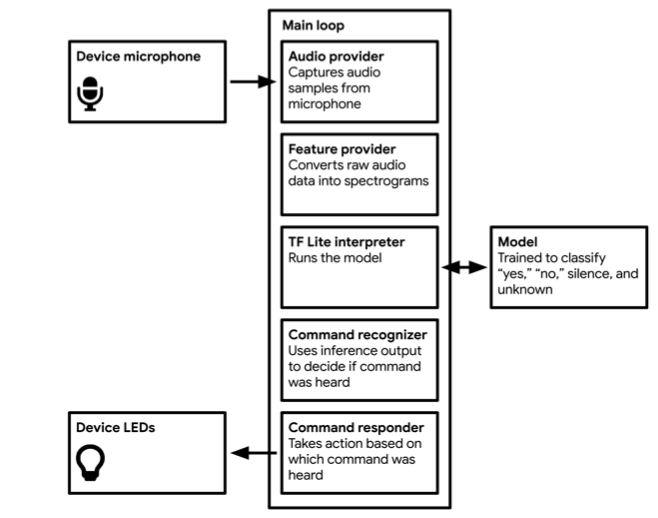 Main loop
Device microphone
Audio provider
Captures audio
samples from
microphone
Feature provider
Converts raw audio
data into spectrograms
TF Lite interpreter
Runs the model
Model
Trained to classify
“yes,” “no,” silence, and
unknown
Command recognizer
Uses inference output
to decide if command
was heard
Device LEDs
Command responder
Takes action based on
which command was
heard